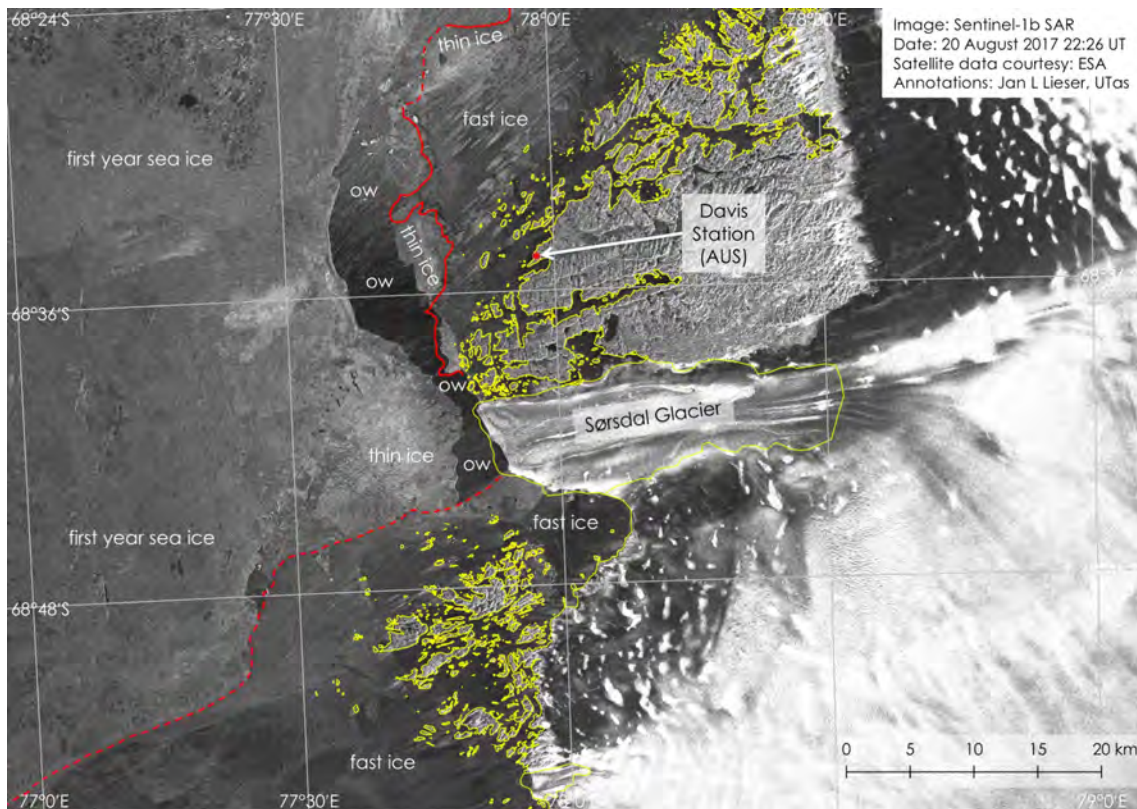 68°24'S
77°30'E
78°0'E
Image: Sentinel-1b SAR
Date: 20 August 2017 22:26 UT
Satellite data courtesy: ESA
Annotations: Jan L Lieser, UTas
thin ice
fast ice
first year sea ice
ow
thin ice
Davis
Station
(AUS)
ow
68°36'S
ow
Sørsdal Glacier
thin ice
ow
fast ice
first year sea ice
68°48'S
fast ice
0 5 10 15 20 km
77°0'E
77°30'E
79°0'E